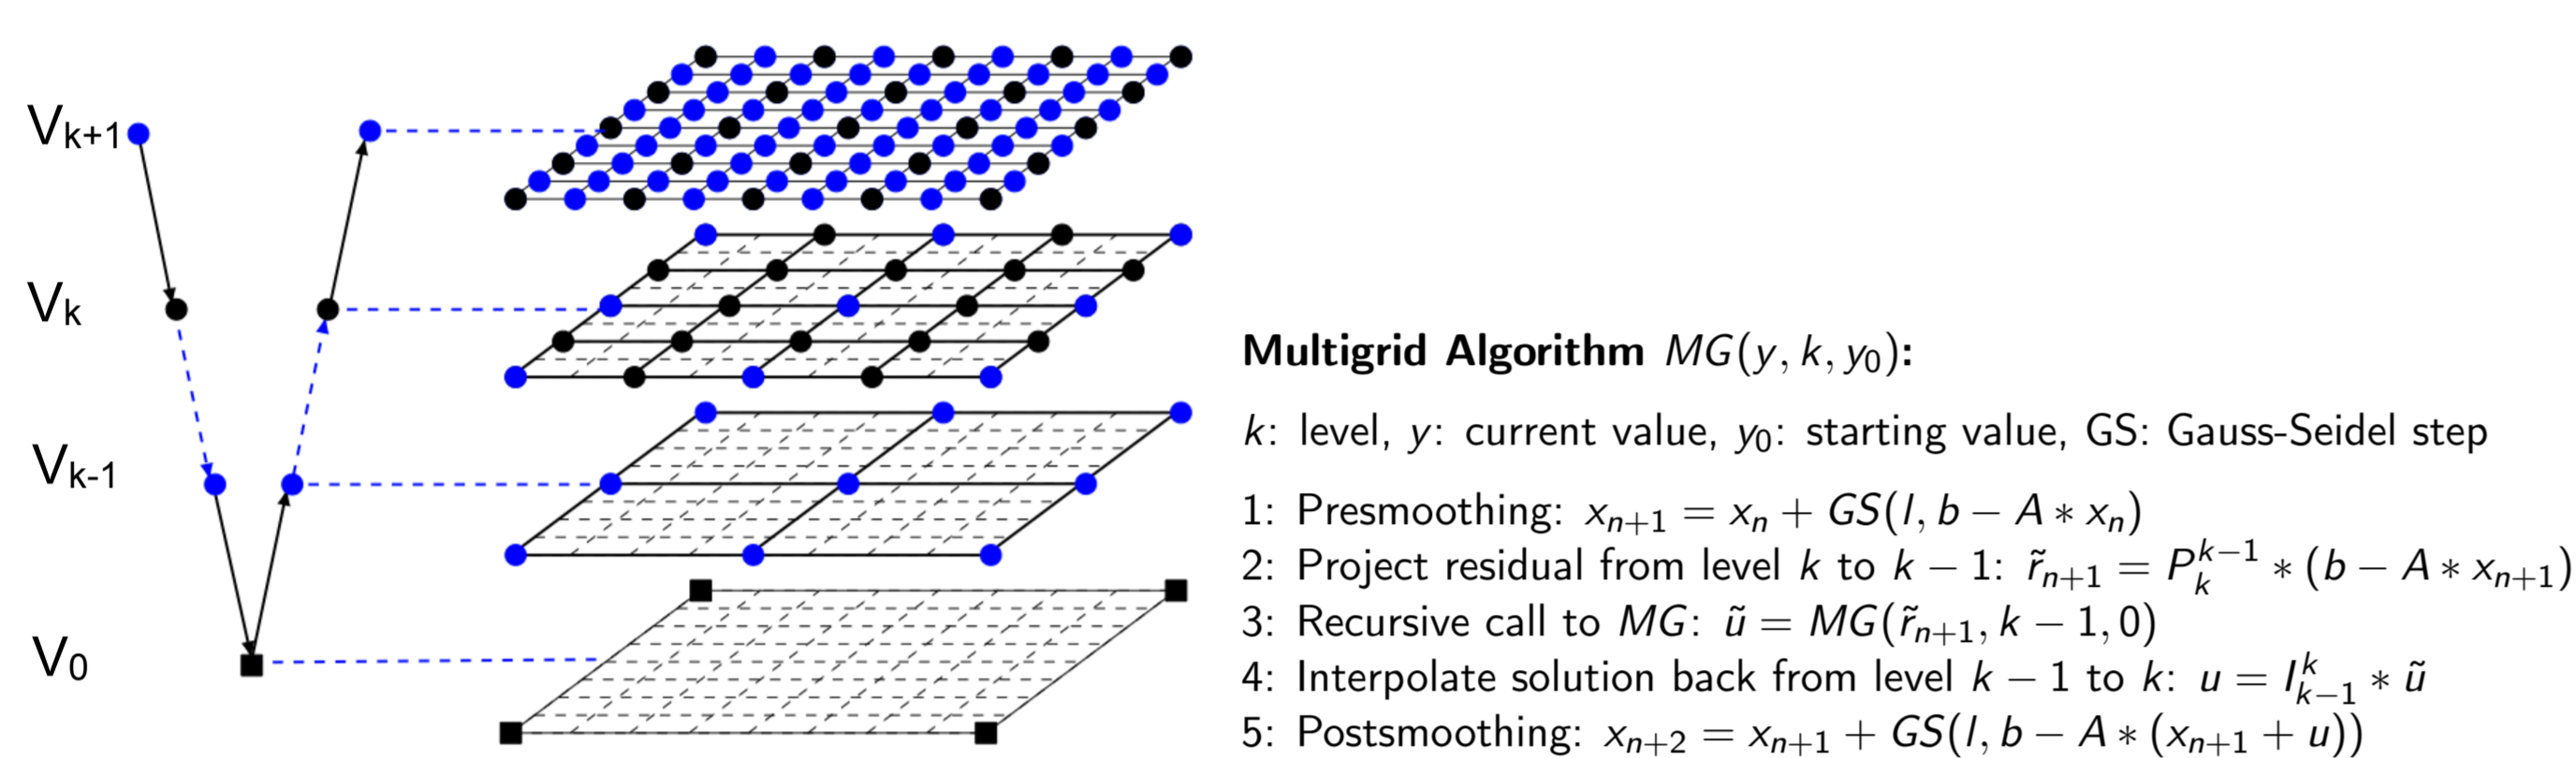 V_{k+1}
V_k
V_{k-1}
V_0
Multigrid Algorithm MG(y, k, y_0):
k: level, y: current value, y_0: starting value, GS: Gauss-Seidel step
1: Presmoothing: x_{n+1} = x_n + GS(l, b − A ∗ x_n)
2: Project residual from level k to k − 1: r̃_{n+1} = P_k^{k−1} ∗ (b − A ∗ x_{n+1})
3: Recursive call to MG: ũ = MG(r̃_{n+1}, k − 1, 0)
4: Interpolate solution back from level k − 1 to k: u = I_{k−1}^k ∗ ũ
5: Postsmoothing: x_{n+2} = x_{n+1} + GS(l, b − A ∗ (x_{n+1} + u))